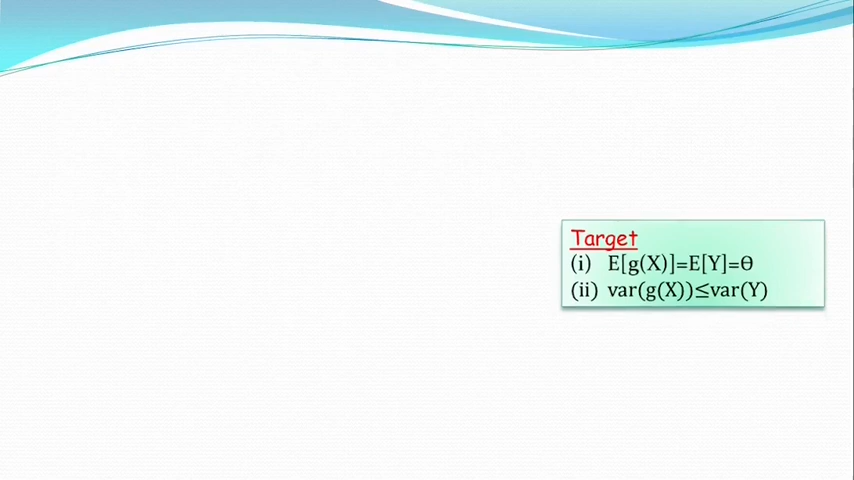 Target
(i) E[g(X)]=E[Y]=θ
(ii) var(g(X))≤var(Y)